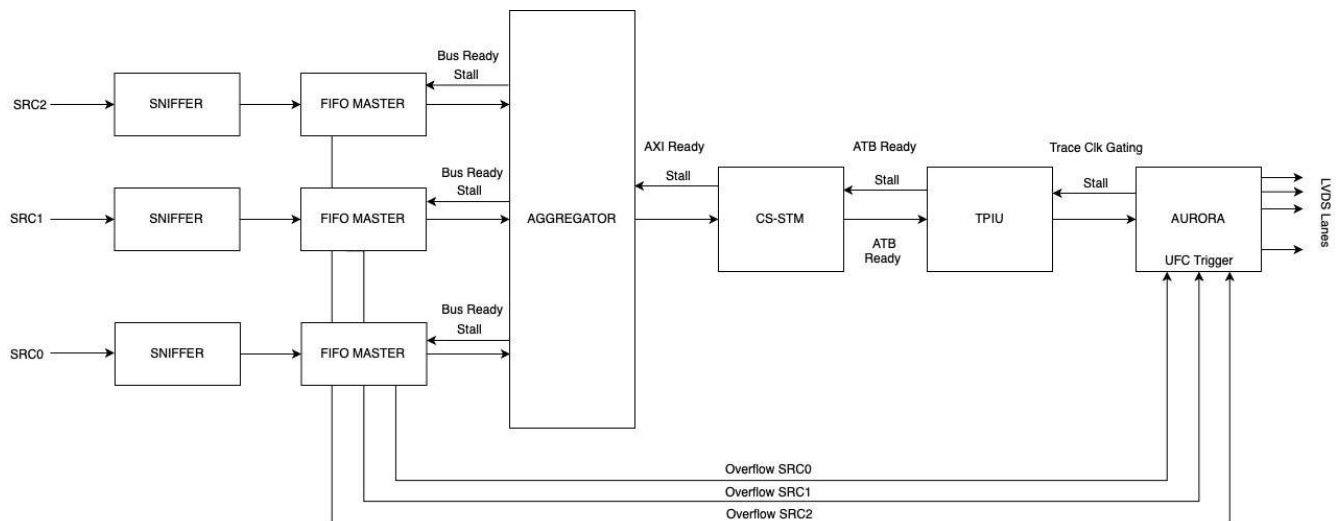 Bus Ready
Stall
SRC2
SNIFFER
FIFO MASTER
AXI Ready
ATB Ready
Trace Clk Gating
Bus Ready
Stall
Stall
Stall
Stall
SRC1
SNIFFER
FIFO MASTER
AGGREGATOR
CS-STM
TPIU
AURORA
LVDS Lanes
ATB
Ready
UFC Trigger
Bus Ready
Stall
SRC0
SNIFFER
FIFO MASTER
Overflow SRC0
Overflow SRC1
Overflow SRC2